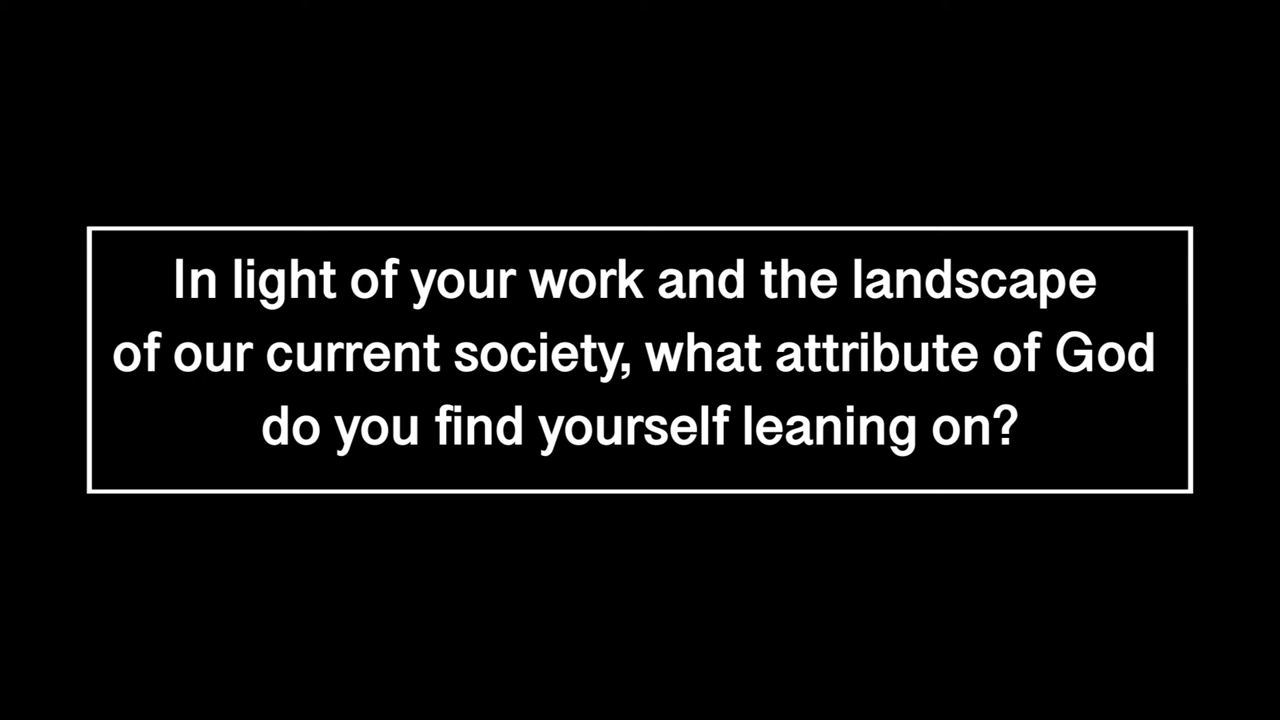 In light of your work and the landscape
of our current society, what attribute of God
do you find yourself leaning on?